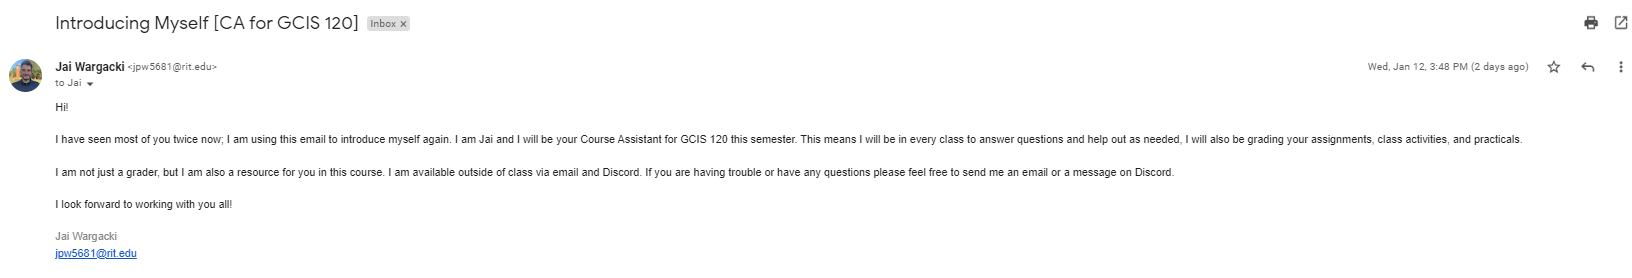 Introducing Myself [CA for GCIS 120] Inbox x
Jai Wargacki <jpw5681@rit.edu> Wed, Jan 12, 3:48 PM (2 days ago)
to Jai
Hi!
I have seen most of you twice now; I am using this email to introduce myself again. I am Jai and I will be your Course Assistant for GCIS 120 this semester. This means I will be in every class to answer questions and help out as needed, I will also be grading your assignments, class activities, and practicals.
I am not just a grader, but I am also a resource for you in this course. I am available outside of class via email and Discord. If you are having trouble or have any questions please feel free to send me an email or a message on Discord.
I look forward to working with you all!
Jai Wargacki
jpw5681@rit.edu